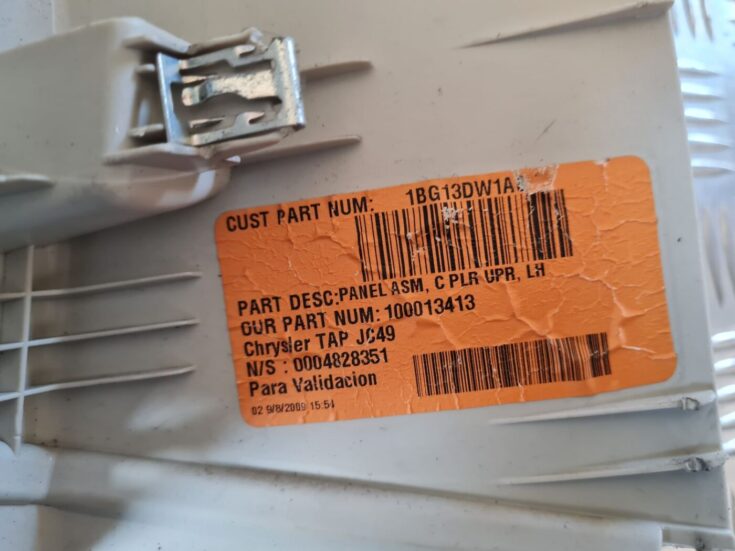 CUST PART NUM: 1BG13DW1A
PART DESC:PANEL ASM, C PLR UPR, LH
OUR PART NUM: 100013413
Chrysler TAP JC49
N/S : 0004828351
Para Validacion
02 9/8/2009 15:51